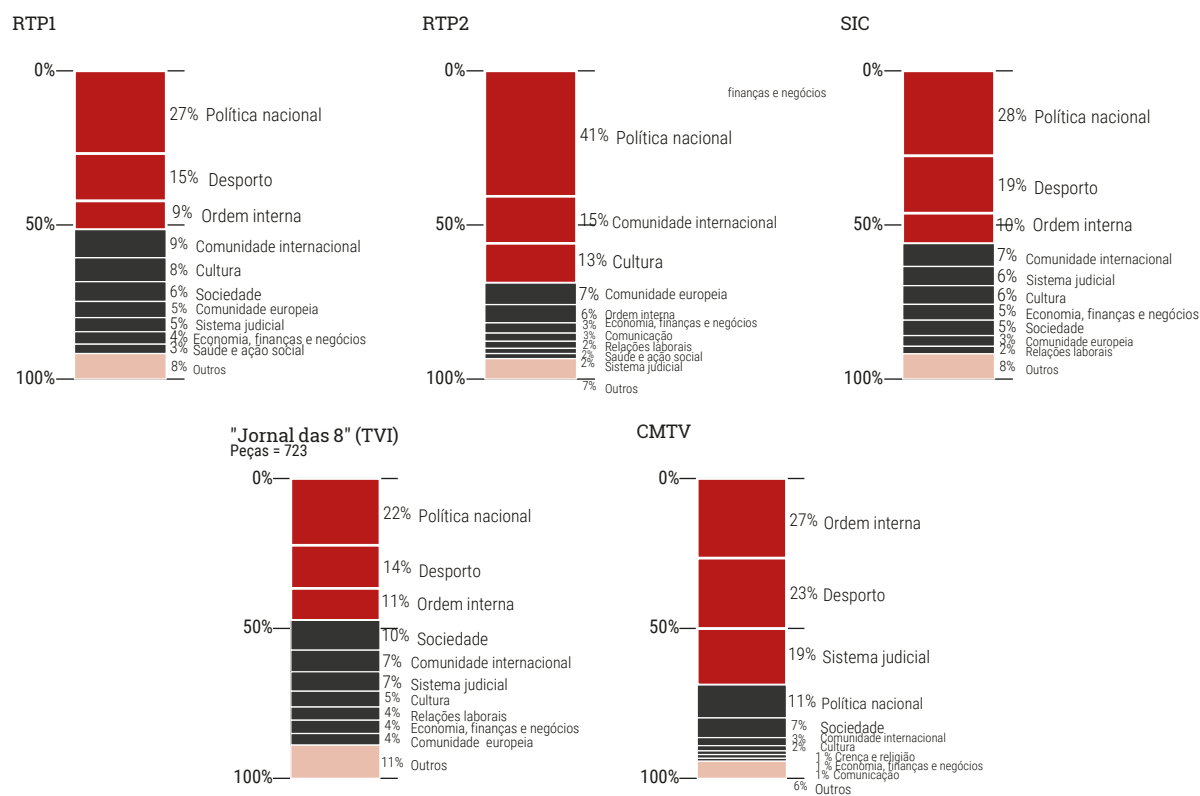 RTP1
0%
27% Política nacional
15% Desporto
9% Ordem interna
50%
9% Comunidade internacional
8% Cultura
6% Sociedade
5% Comunidade europeia
5% Sistema judicial
4% Economia, finanças e negócios
3% Saúde e ação social
8% Outros
100%
RTP2
0%
finanças e negócios
41% Política nacional
50%
15% Comunidade internacional
13% Cultura
7% Comunidade europeia
6% Ordem interna
3% Economia, finanças e negócios
3% Comunicação
2% Relações laborais
2% Saúde e ação social
2% Sistema judicial
100%
7% Outros
SIC
0%
28% Política nacional
19% Desporto
50%
10% Ordem interna
7% Comunidade internacional
6% Sistema judicial
6% Cultura
5% Economia, finanças e negócios
5% Sociedade
3% Comunidade europeia
2% Relações laborais
8% Outros
100%
"Jornal das 8" (TVI)
Peças = 723
0%
22% Política nacional
14% Desporto
11% Ordem interna
50%
10% Sociedade
7% Comunidade internacional
7% Sistema judicial
5% Cultura
4% Relações laborais
4% Economia, finanças e negócios
4% Comunidade europeia
11% Outros
100%
CMTV
0%
27% Ordem interna
23% Desporto
50%
19% Sistema judicial
11% Política nacional
7% Sociedade
3% Comunidade internacional
2% Cultura
1% Crença e religião
1% Economia, finanças e negócios
1% Comunicação
100%
6% Outros